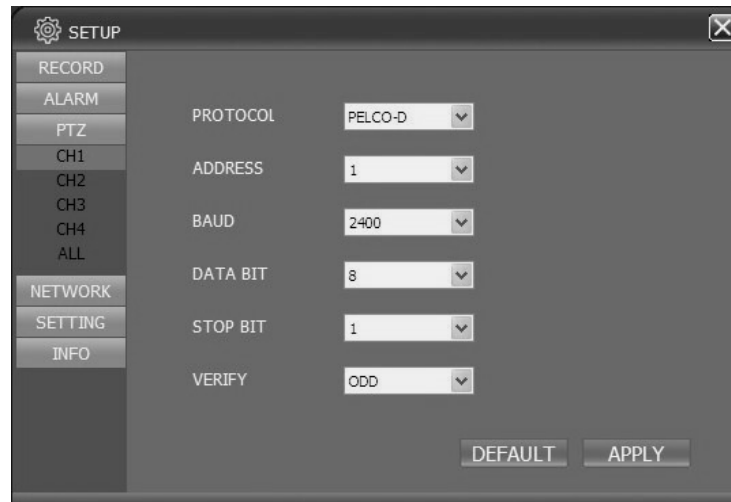 SETUP
RECORD
ALARM
PTZ
CH1
CH2
CH3
CH4
ALL
NETWORK
SETTING
INFO
PROTOCOL PELCO-D
ADDRESS 1
BAUD 2400
DATA BIT 8
STOP BIT 1
VERIFY ODD
DEFAULT APPLY